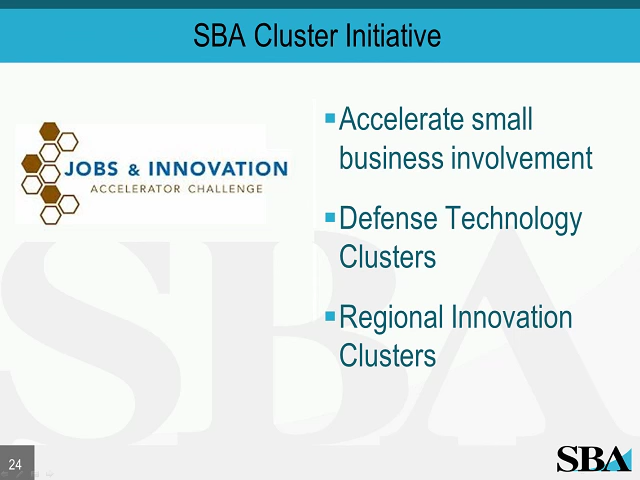 SBA Cluster Initiative
JOBS & INNOVATION
ACCELERATOR CHALLENGE
▪Accelerate small
business involvement
▪Defense Technology
Clusters
▪Regional Innovation
Clusters
SBA
24
SBA